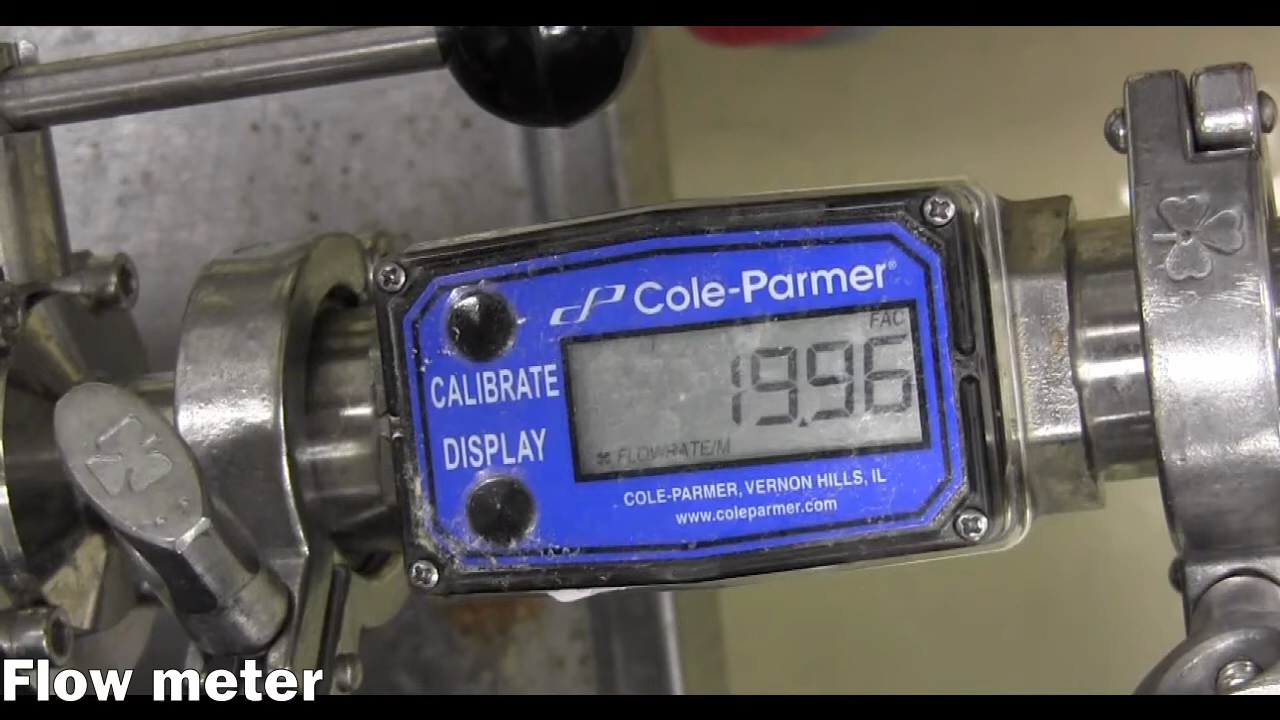 Cole-Parmer®
FAC
19.96
FLOWRATE/M
CALIBRATE
DISPLAY
COLE-PARMER, VERNON HILLS, IL
www.coleparmer.com
Flow meter